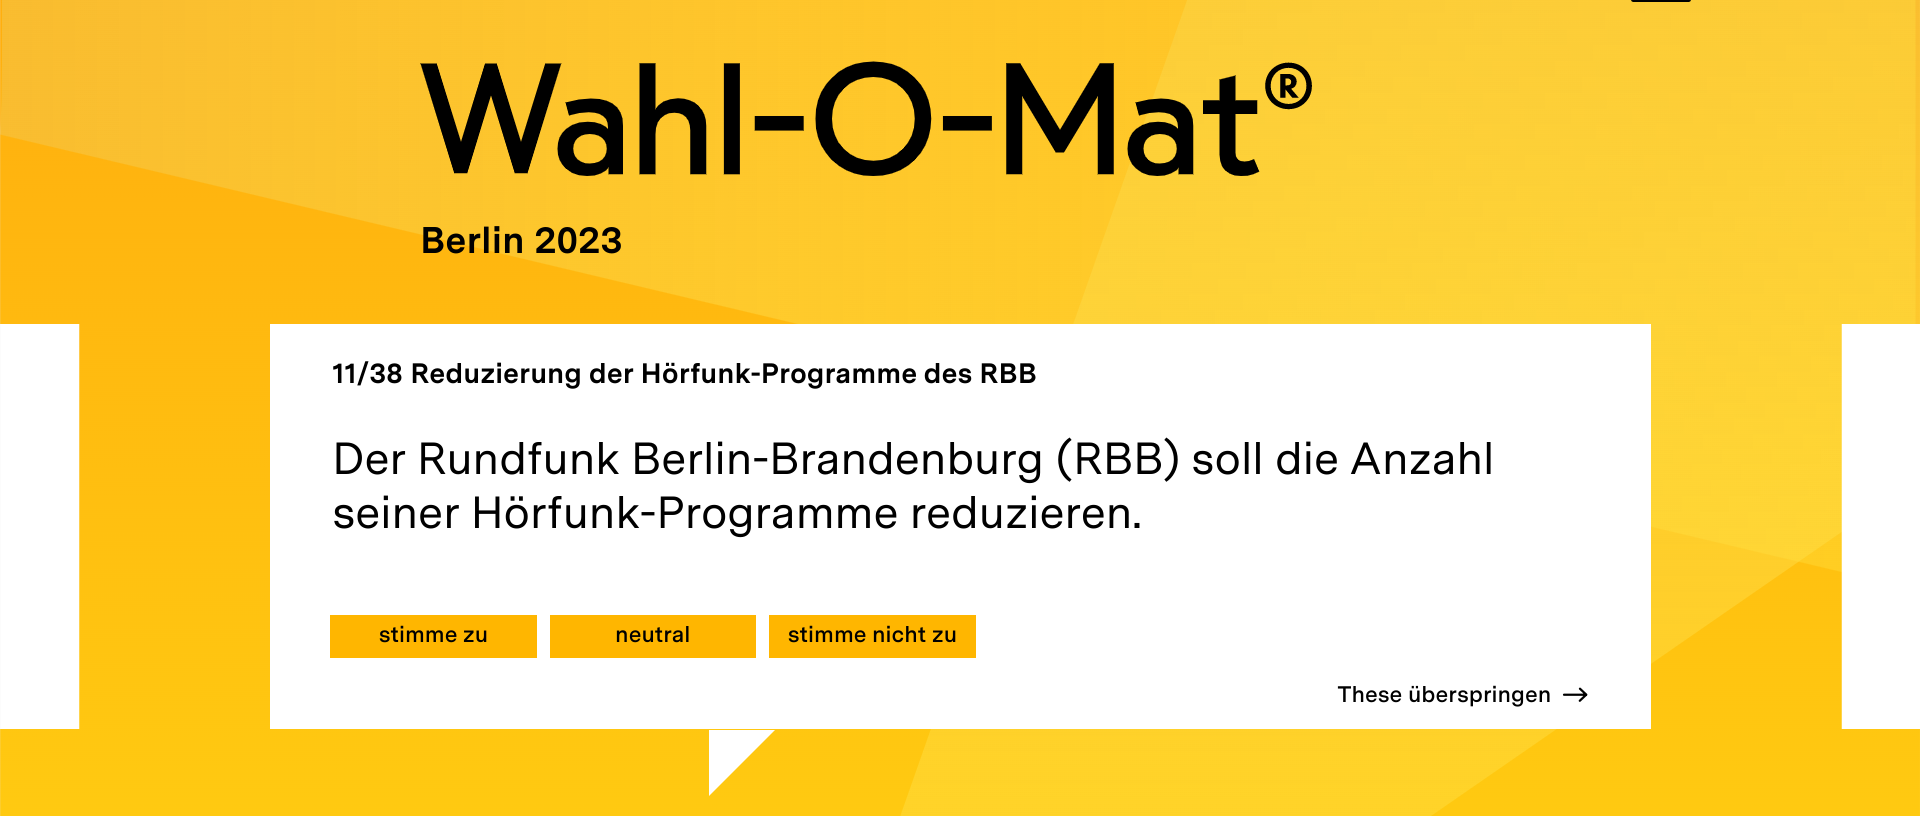 Wahl-O-Mat®
Berlin 2023
11/38 Reduzierung der Hörfunk-Programme des RBB
Der Rundfunk Berlin-Brandenburg (RBB) soll die Anzahl
seiner Hörfunk-Programme reduzieren.
stimme zu
neutral
stimme nicht zu
These überspringen →